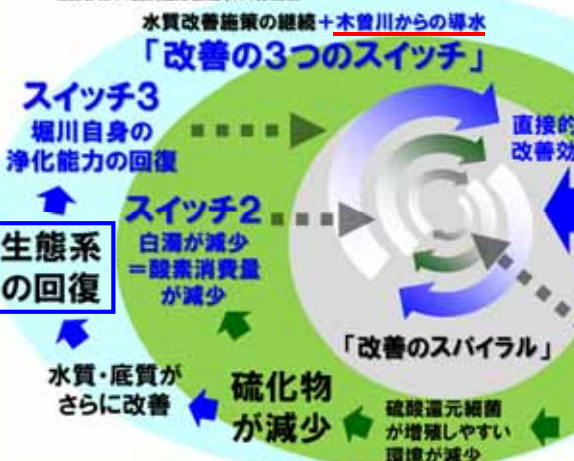 水質改善施策の継続+木曽川からの導水
「改善の3つのスイッチ」
スイッチ3
堀川自身の
浄化能力の回復
直接的
改善効
スイッチ2
白濁が減少
=酸素消費量
が減少
生態系
の回復
「改善のスパイラル」
水質・底質が
さらに改善
硫化物
が減少
硫酸還元細菌
が増殖しやすい
環境が減少